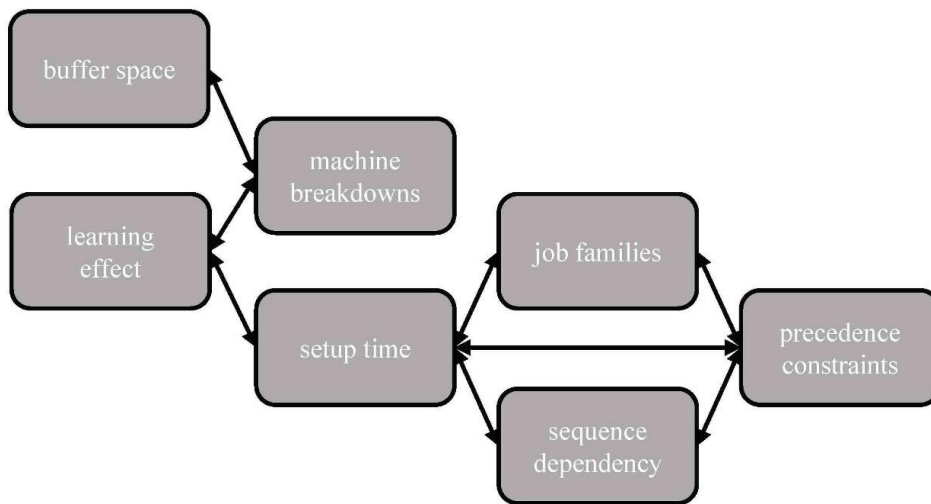 buffer space
machine
breakdowns
learning
effect
job families
setup time
precedence
constraints
sequence
dependency